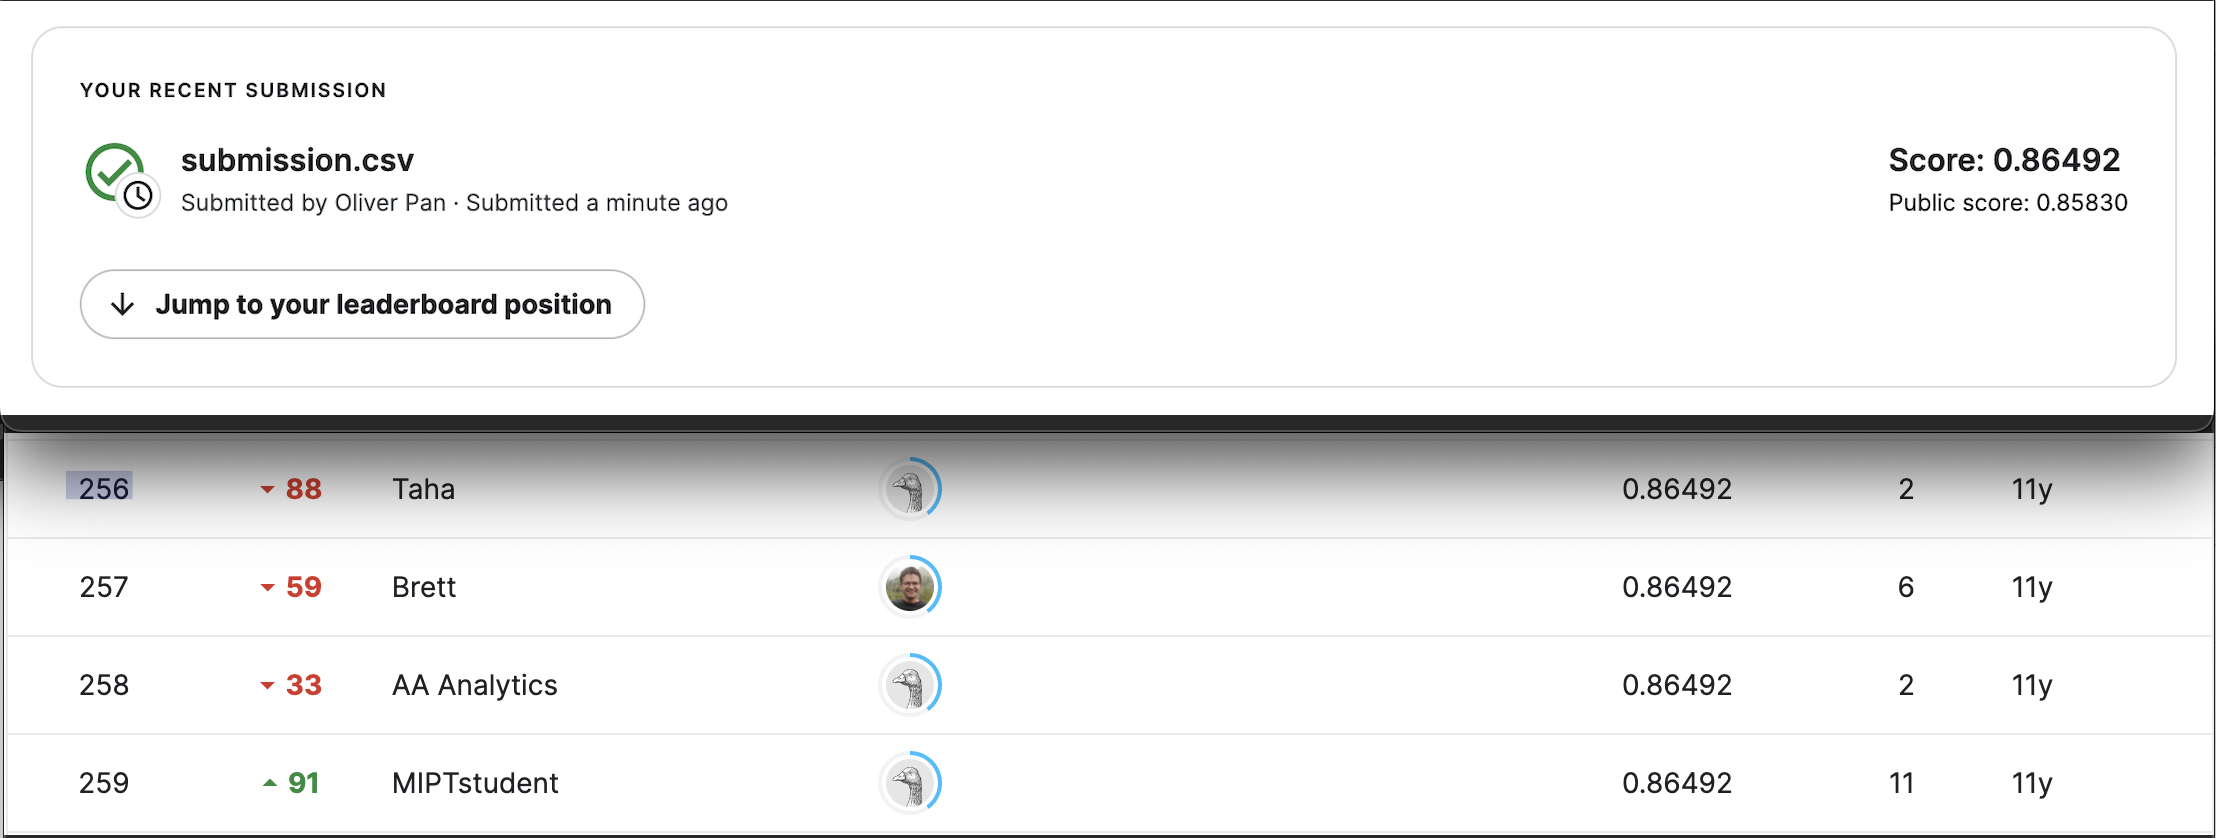 YOUR RECENT SUBMISSION
submission.csv
Score: 0.86492
Submitted by Oliver Pan · Submitted a minute ago
Public score: 0.85830
Jump to your leaderboard position
256 88 Taha 0.86492 2 11y
257 59 Brett 0.86492 6 11y
258 33 AA Analytics 0.86492 2 11y
259 91 MIPTstudent 0.86492 11 11y